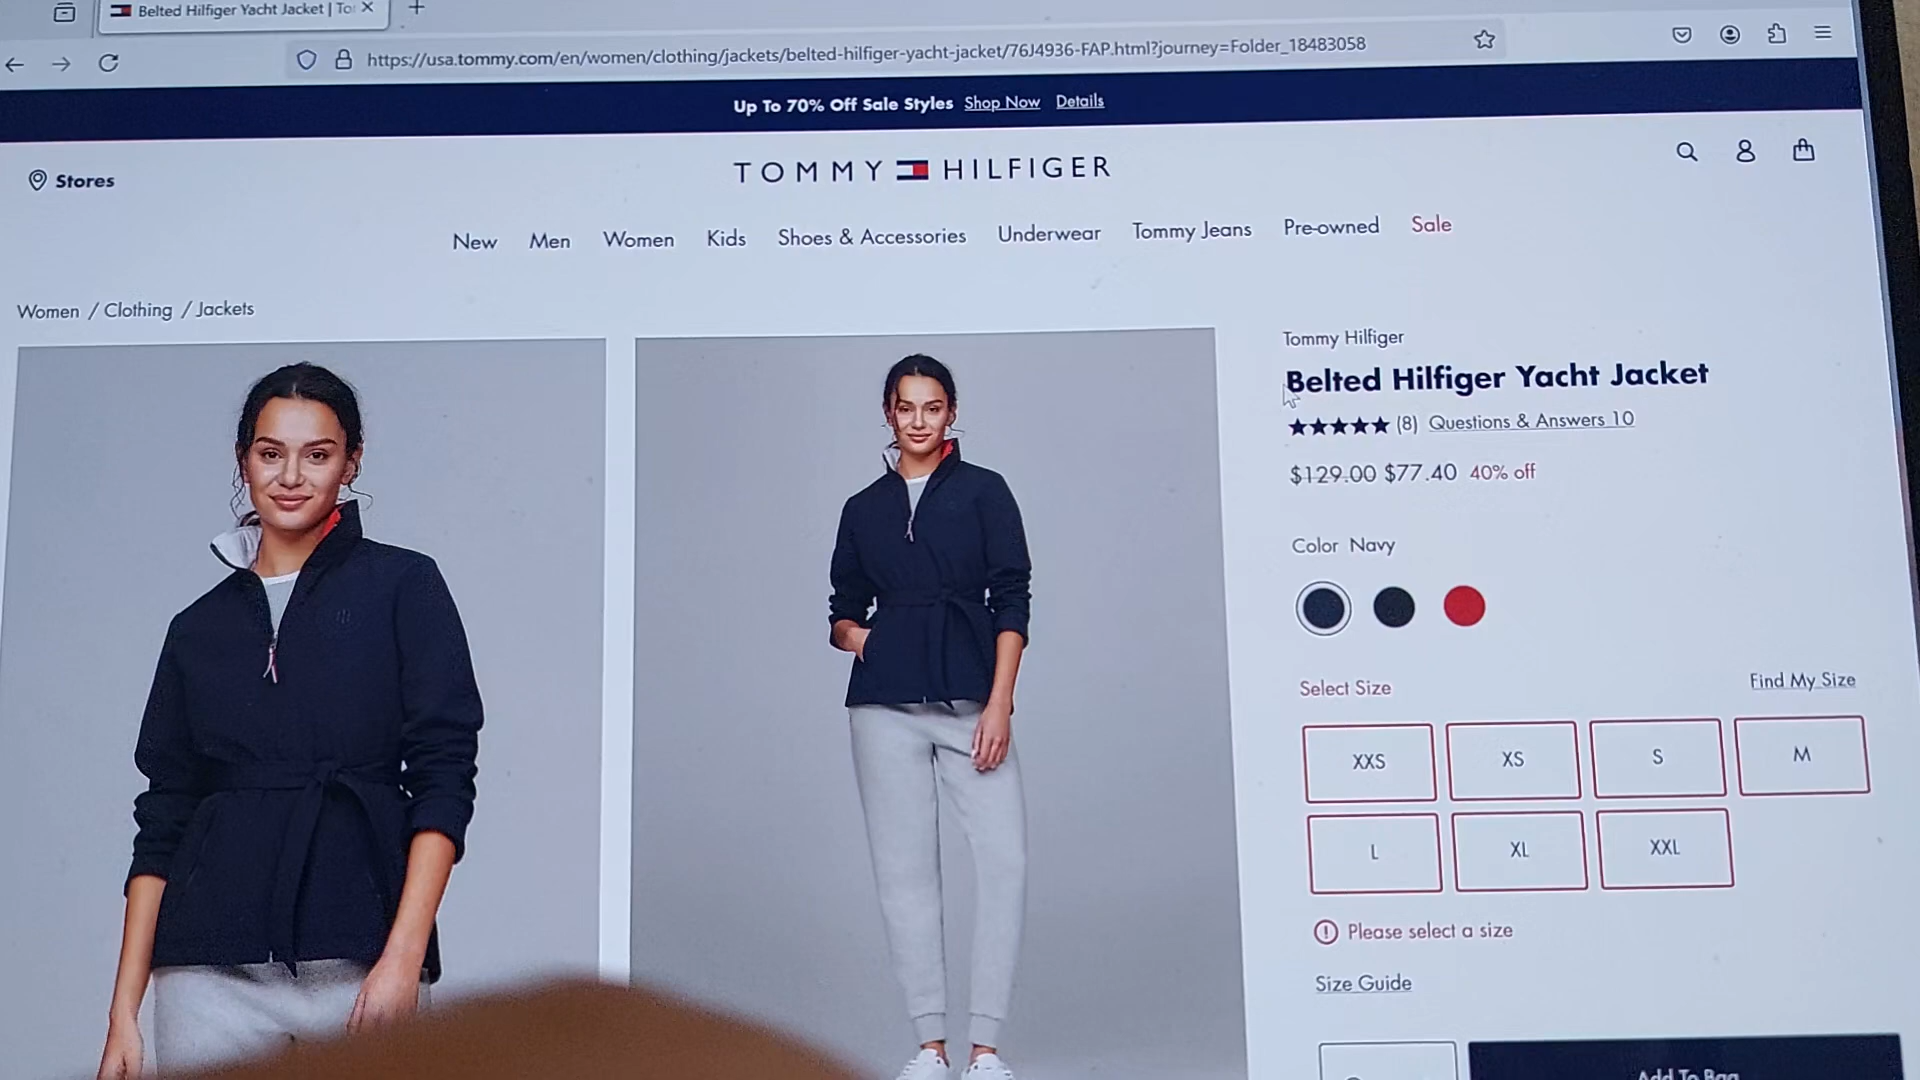 Belted Hilfiger Yacht Jacket | To
https://usa.tommy.com/en/women/clothing/jackets/belted-hilfiger-yacht-jacket/76J4936-FAP.html?journey=Folder_18483058
Up To 70% Off Sale Styles Shop Now Details
Stores
TOMMY HILFIGER
New Men Women Kids Shoes & Accessories Underwear Tommy Jeans Pre-owned Sale
Women / Clothing / Jackets
Tommy Hilfiger
Belted Hilfiger Yacht Jacket
(8) Questions & Answers 10
$129.00 $77.40 40% off
Color Navy
Select Size
Find My Size
XXS XS S M
L XL XXL
Please select a size
Size Guide
Add To Bag